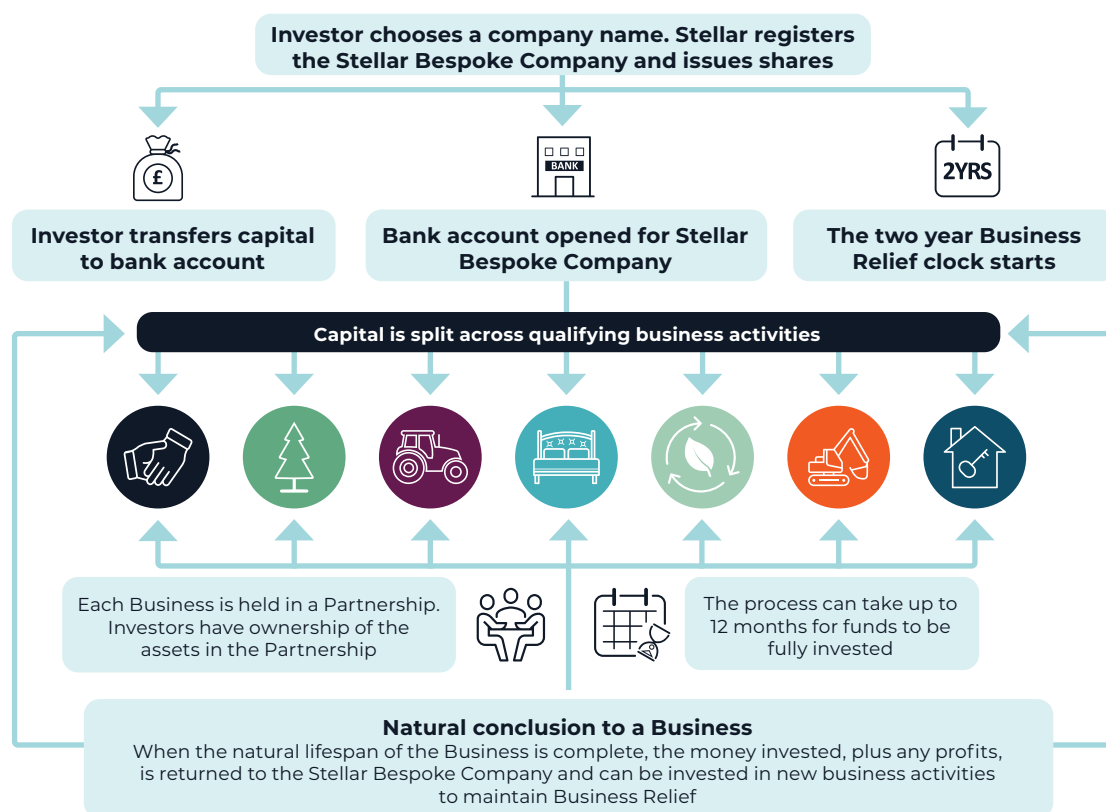 Investor chooses a company name. Stellar registers
the Stellar Bespoke Company and issues shares
£
BANK
2YRS
Investor transfers capital
to bank account
Bank account opened for Stellar
Bespoke Company
The two year Business
Relief clock starts
Capital is split across qualifying business activities
Each Business is held in a Partnership.
Investors have ownership of the
assets in the Partnership
The process can take up to
12 months for funds to be
fully invested
Natural conclusion to a Business
When the natural lifespan of the Business is complete, the money invested, plus any profits,
is returned to the Stellar Bespoke Company and can be invested in new business activities
to maintain Business Relief